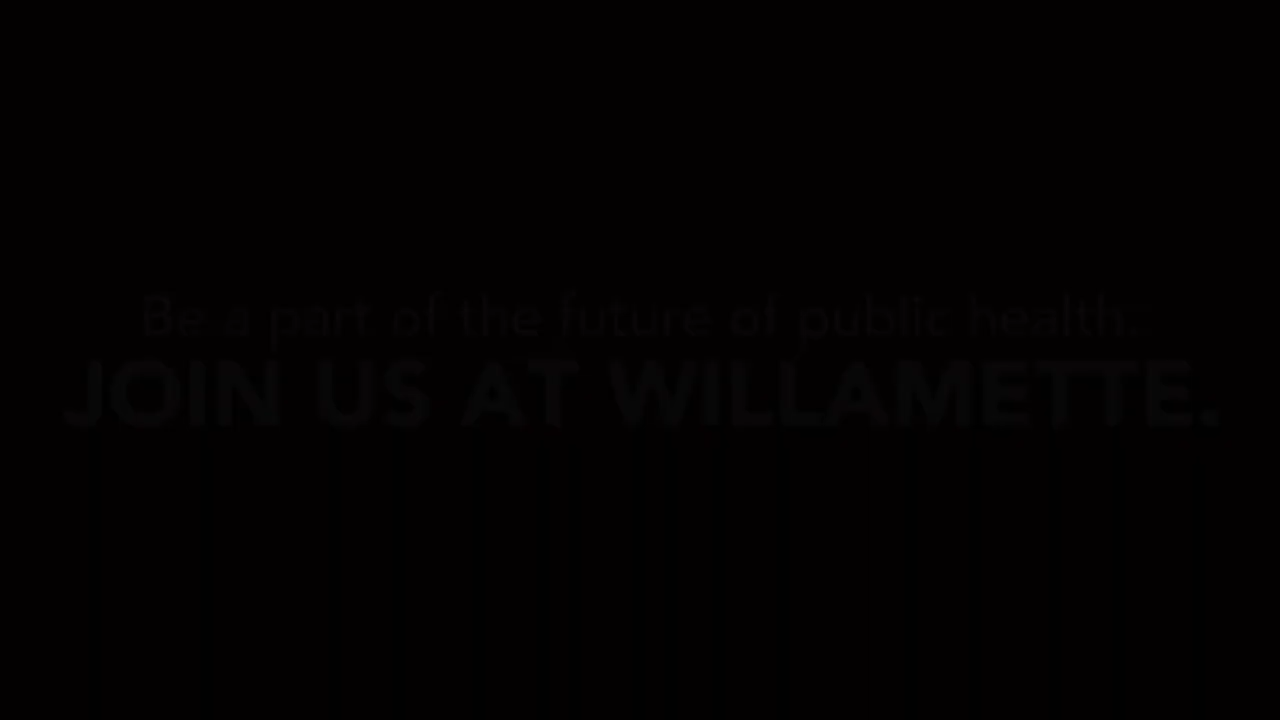 Be a part of the future of public health.
JOIN US AT WILLAMETTE.